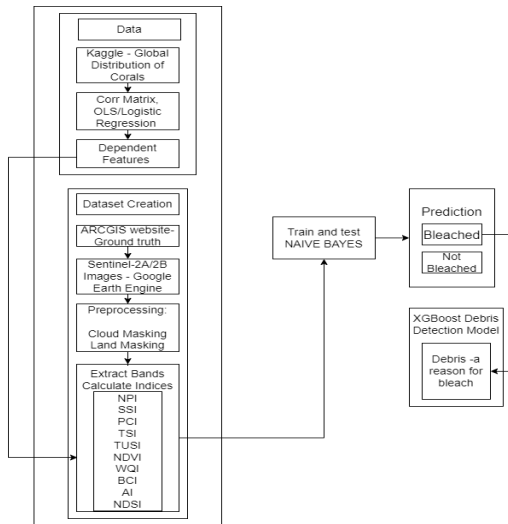 Data
Kaggle - Global
Distribution of
Corals
Corr Matrix,
OLS/Logistic
Regression
Dependent
Features
Dataset Creation
ARCGIS website-
Ground truth
Sentinel-2A/2B
Images - Google
Earth Engine
Preprocessing:
Cloud Masking
Land Masking
Extract Bands
Calculate Indices
NPI
SSI
PCI
TSI
TUSI
NDVI
WQI
BCI
AI
NDSI
Train and test
NAIVE BAYES
Prediction
Bleached
Not
Bleached
XGBoost Debris
Detection Model
Debris -a
reason for
bleach